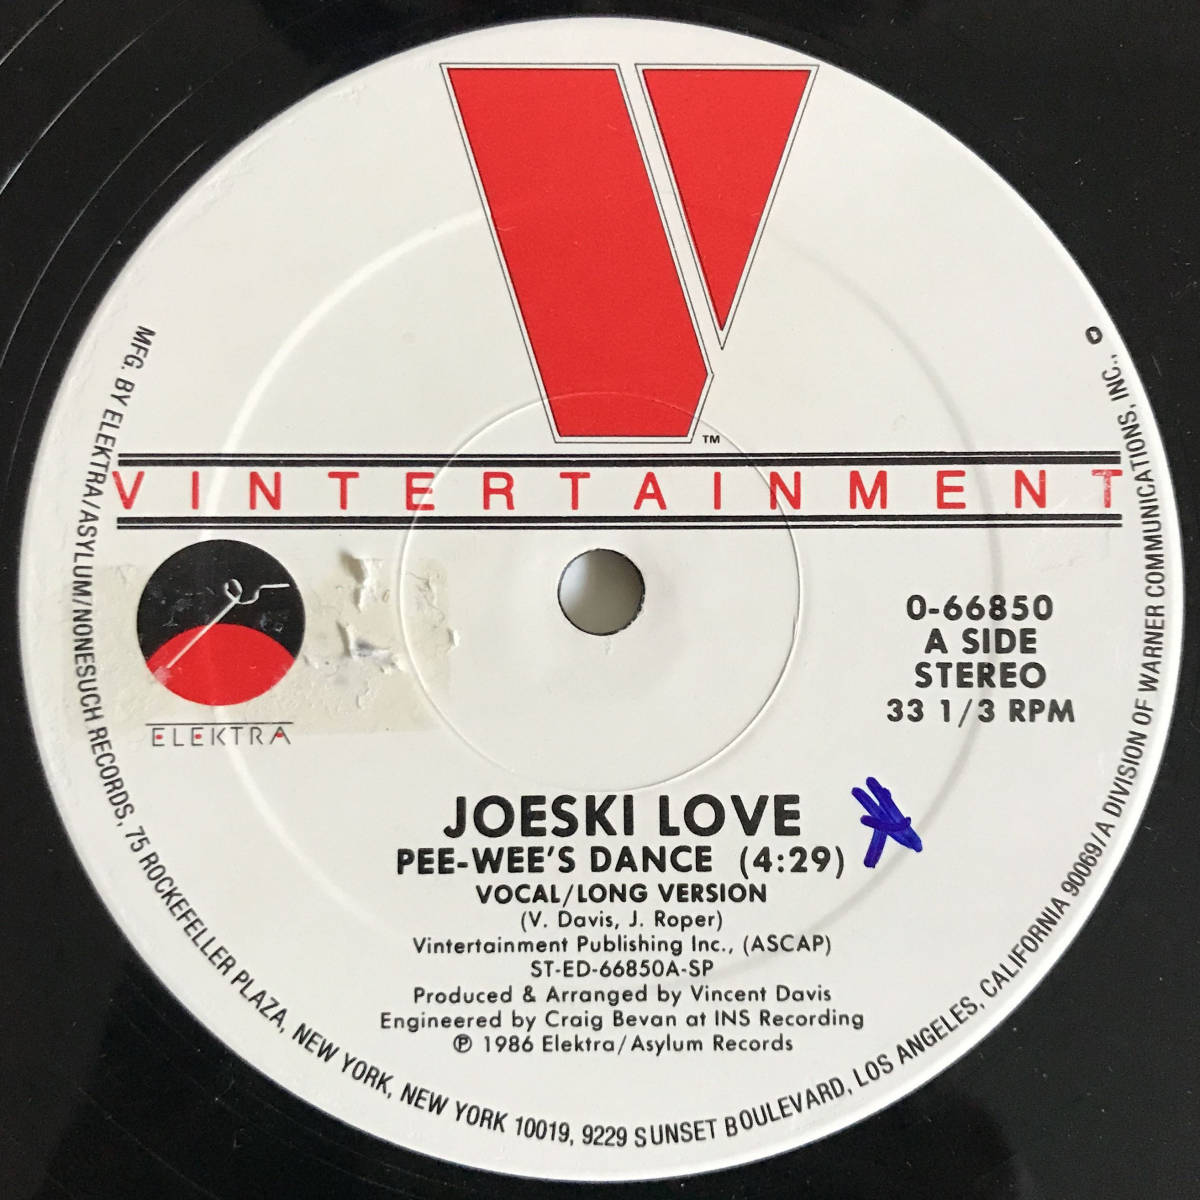 TM
VINTERTAINMENT
ELEKTRA
0-66850
A SIDE
STEREO
33 1/3 RPM
JOESKI LOVE
PEE-WEE'S DANCE (4:29)
VOCAL/LONG VERSION
(V. Davis, J. Roper)
Vintertainment Publishing Inc., (ASCAP)
ST-ED-66850A-SP
Produced & Arranged by Vincent Davis
Engineered by Craig Bevan at INS Recording
℗ 1986 Elektra/Asylum Records
MFG. BY ELEKTRA/ASYLUM/NONESUCH RECORDS, 75 ROCKEFELLER PLAZA, NEW YORK, NEW YORK 10019, 9229 SUNSET BOULEVARD, LOS ANGELES, CALIFORNIA 90069/A DIVISION OF WARNER COMMUNICATIONS, INC.,